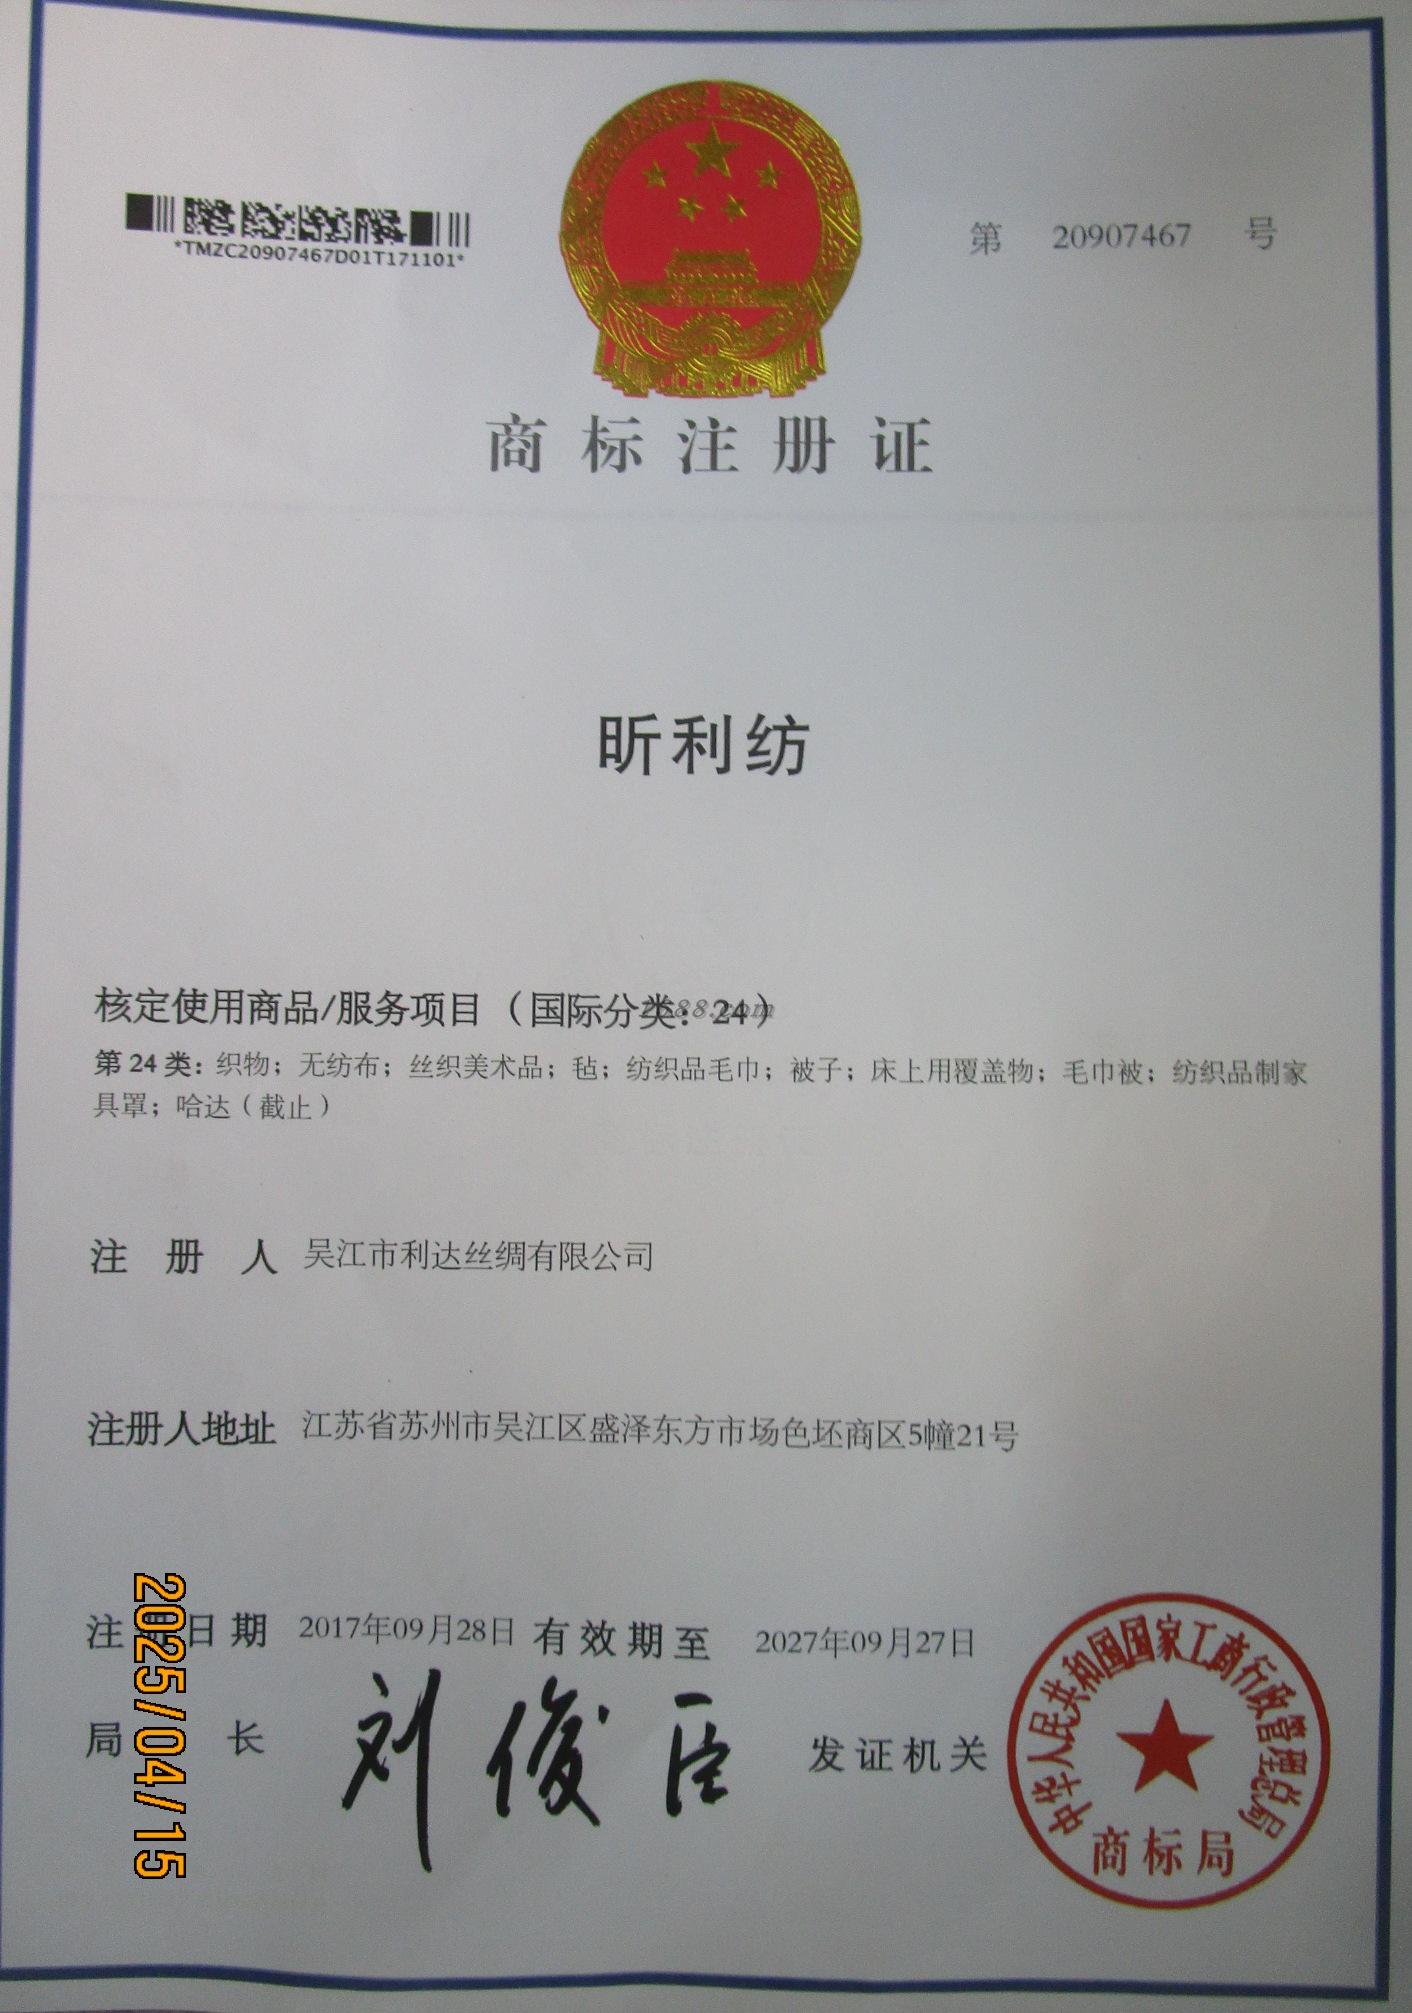 *TMZC20907467D01T171101*
第 20907467 号
商标注册证
昕利纺
核定使用商品/服务项目（国际分类：24）
第24类：织物；无纺布；丝织美术品；毡；纺织品毛巾；被子；床上用覆盖物；毛巾被；纺织品制家
具罩；哈达（截止）
注册人 吴江市利达丝绸有限公司
注册人地址 江苏省苏州市吴江区盛泽东方市场色坯商区5幢21号
注册日期 2017年09月28日 有效期至 2027年09月27日
局长 刘俊臣 发证机关
中华人民共和国国家工商行政管理总局
商标局
2025/04/15